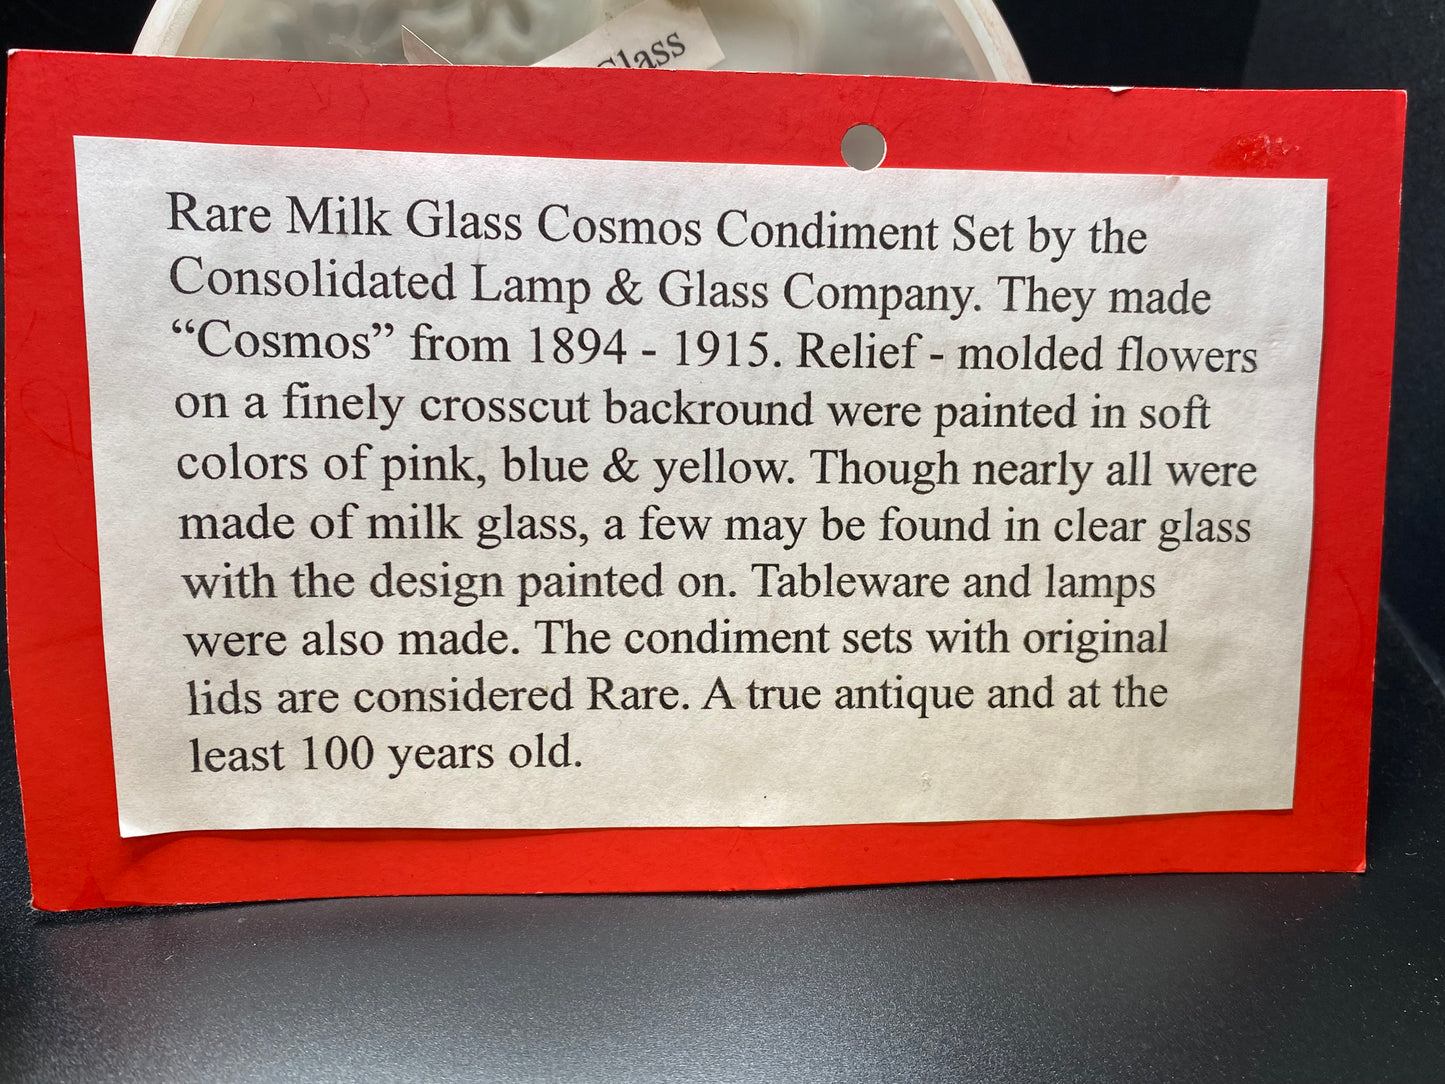 Glass
Rare Milk Glass Cosmos Condiment Set by the
Consolidated Lamp & Glass Company. They made
“Cosmos” from 1894 - 1915. Relief - molded flowers
on a finely crosscut backround were painted in soft
colors of pink, blue & yellow. Though nearly all were
made of milk glass, a few may be found in clear glass
with the design painted on. Tableware and lamps
were also made. The condiment sets with original
lids are considered Rare. A true antique and at the
least 100 years old.